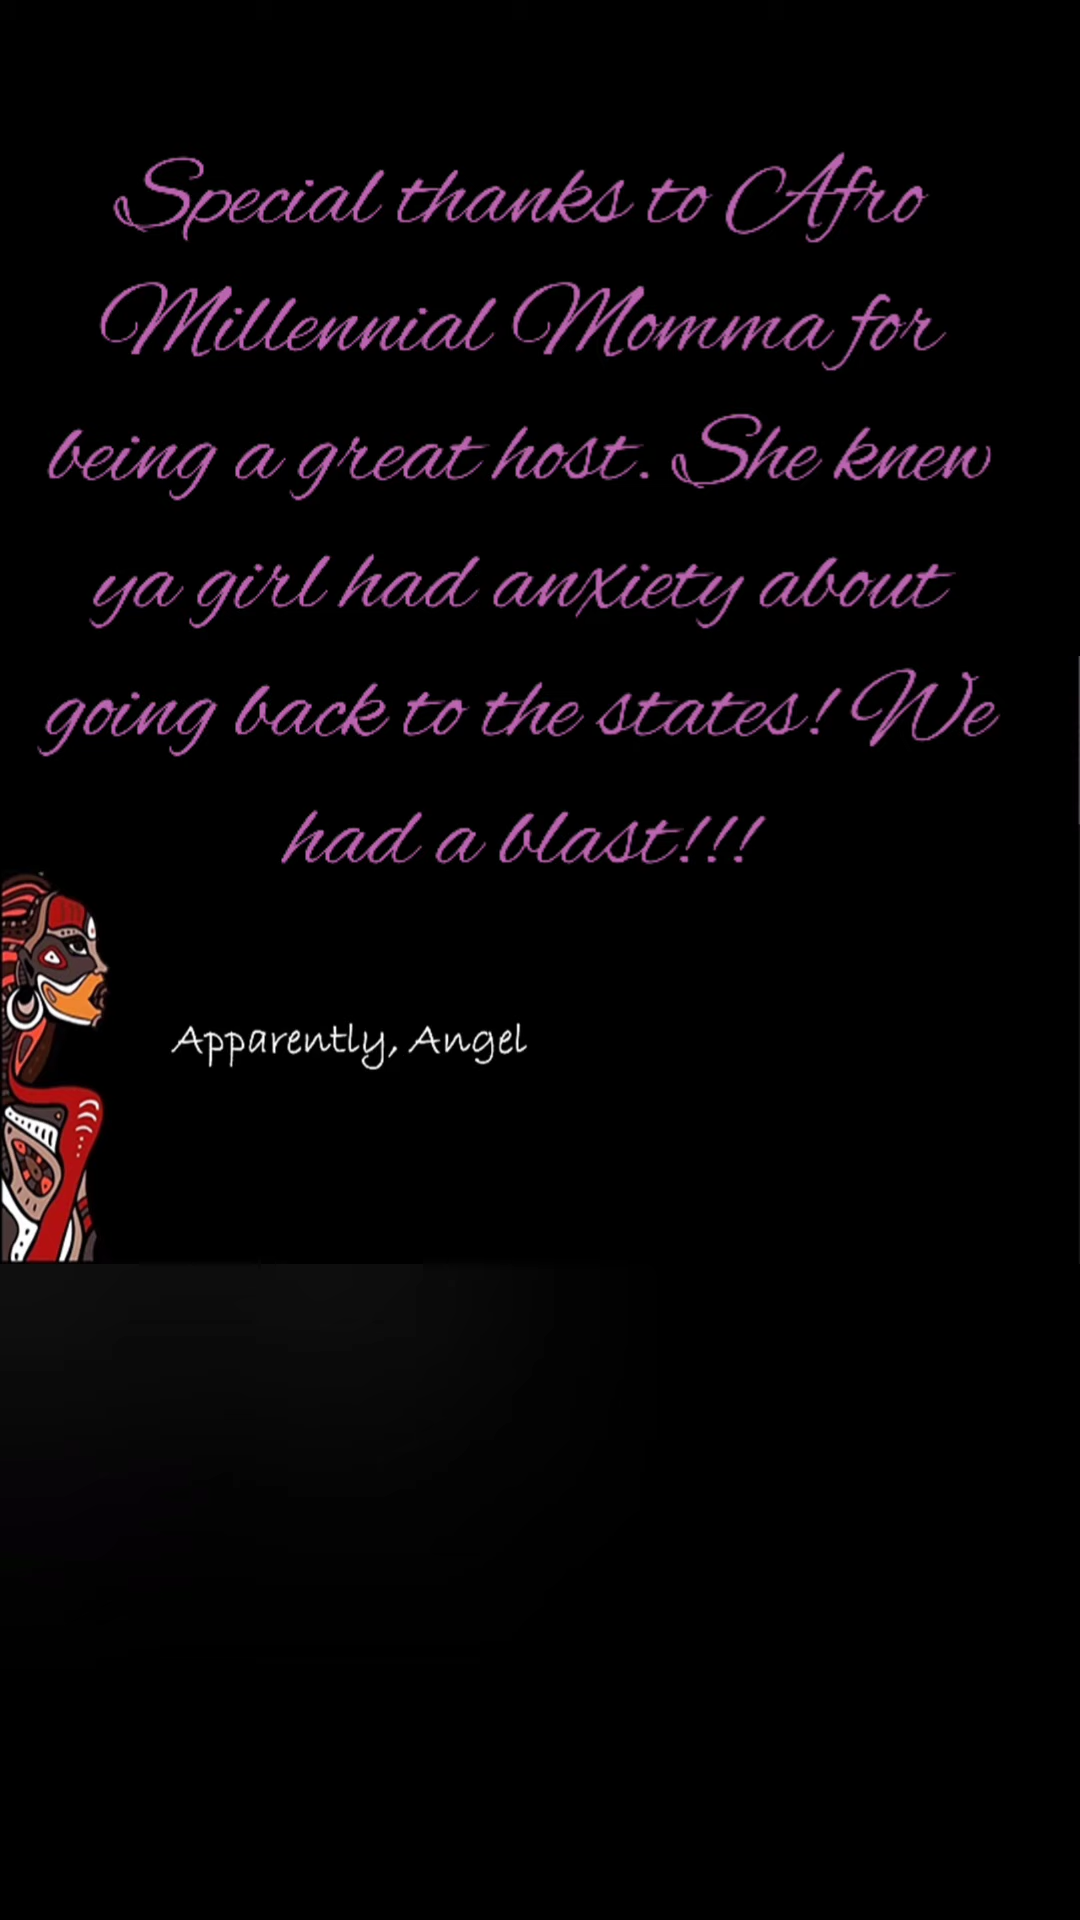 Special thanks to Afro
Millennial Momma for
being a great host. She knew
ya girl had anxiety about
going back to the states! We
had a blast!!!
Apparently, Angel